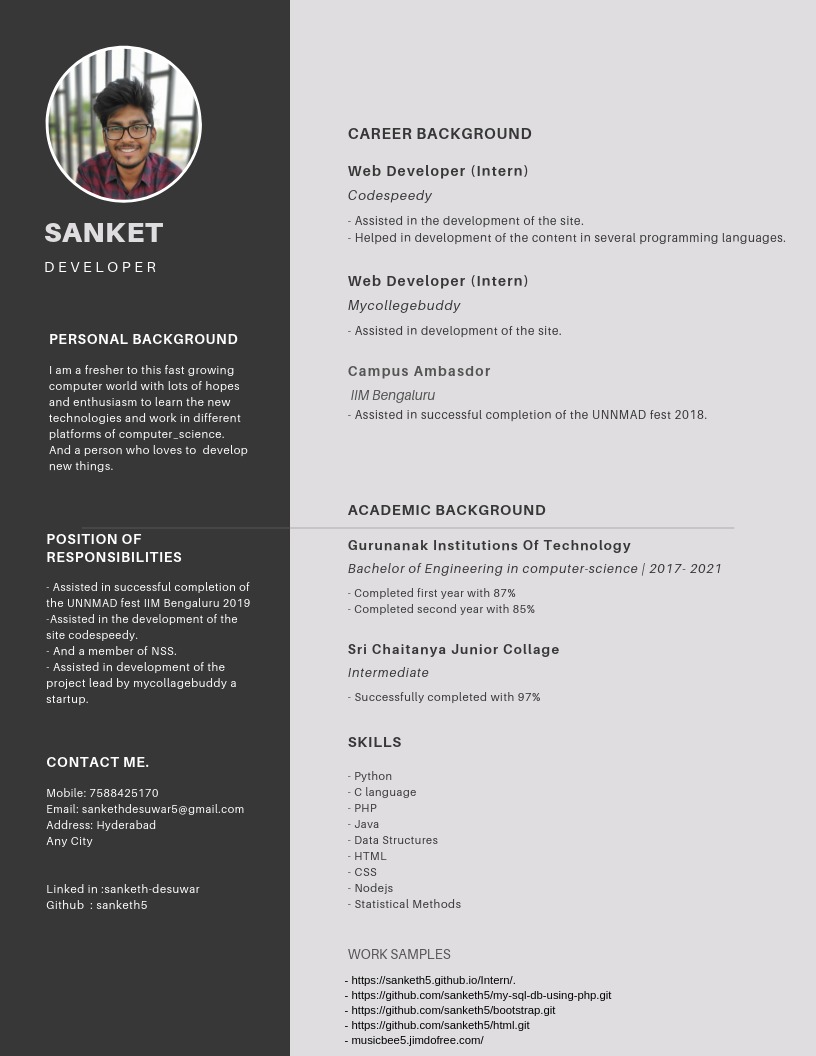 SANKET
DEVELOPER
PERSONAL BACKGROUND
I am a fresher to this fast growing
computer world with lots of hopes
and enthusiasm to learn the new
technologies and work in different
platforms of computer_science.
And a person who loves to  develop
new things.
POSITION OF
RESPONSIBILITIES
- Assisted in successful completion of
the UNNMAD fest IIM Bengaluru 2019
-Assisted in the development of the
site codespeedy.
- And a member of NSS.
- Assisted in development of the
project lead by mycollagebuddy a
startup.
CONTACT ME.
Mobile: 7588425170
Email: sankethdesuwar5@gmail.com
Address: Hyderabad
Any City
Linked in :sanketh-desuwar
Github  : sanketh5
CAREER BACKGROUND
Web Developer (Intern)
Codespeedy
- Assisted in the development of the site.
- Helped in development of the content in several programming languages.
Web Developer (Intern)
Mycollegebuddy
- Assisted in development of the site.
Campus Ambasdor
IIM Bengaluru
- Assisted in successful completion of the UNNMAD fest 2018.
ACADEMIC BACKGROUND
Gurunanak Institutions Of Technology
Bachelor of Engineering in computer-science | 2017- 2021
- Completed first year with 87%
- Completed second year with 85%
Sri Chaitanya Junior Collage
Intermediate
- Successfully completed with 97%
SKILLS
- Python
- C language
- PHP
- Java
- Data Structures
- HTML
- CSS
- Nodejs
- Statistical Methods
WORK SAMPLES
- https://sanketh5.github.io/Intern/.
- https://github.com/sanketh5/my-sql-db-using-php.git
- https://github.com/sanketh5/bootstrap.git
- https://github.com/sanketh5/html.git
- musicbee5.jimdofree.com/